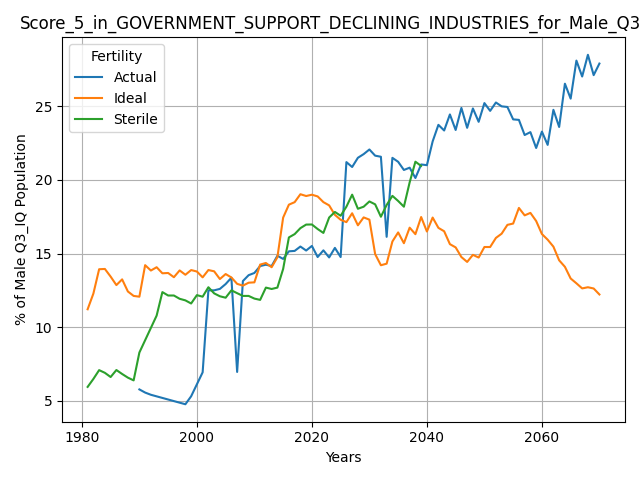 Score_5_in_GOVERNMENT_SUPPORT_DECLINING_INDUSTRIES_for_Male_Q3
Fertility
Actual
Ideal
Sterile
% of Male Q3_IQ Population
25
20
15
10
5
1980
2000
2020
2040
2060
Years